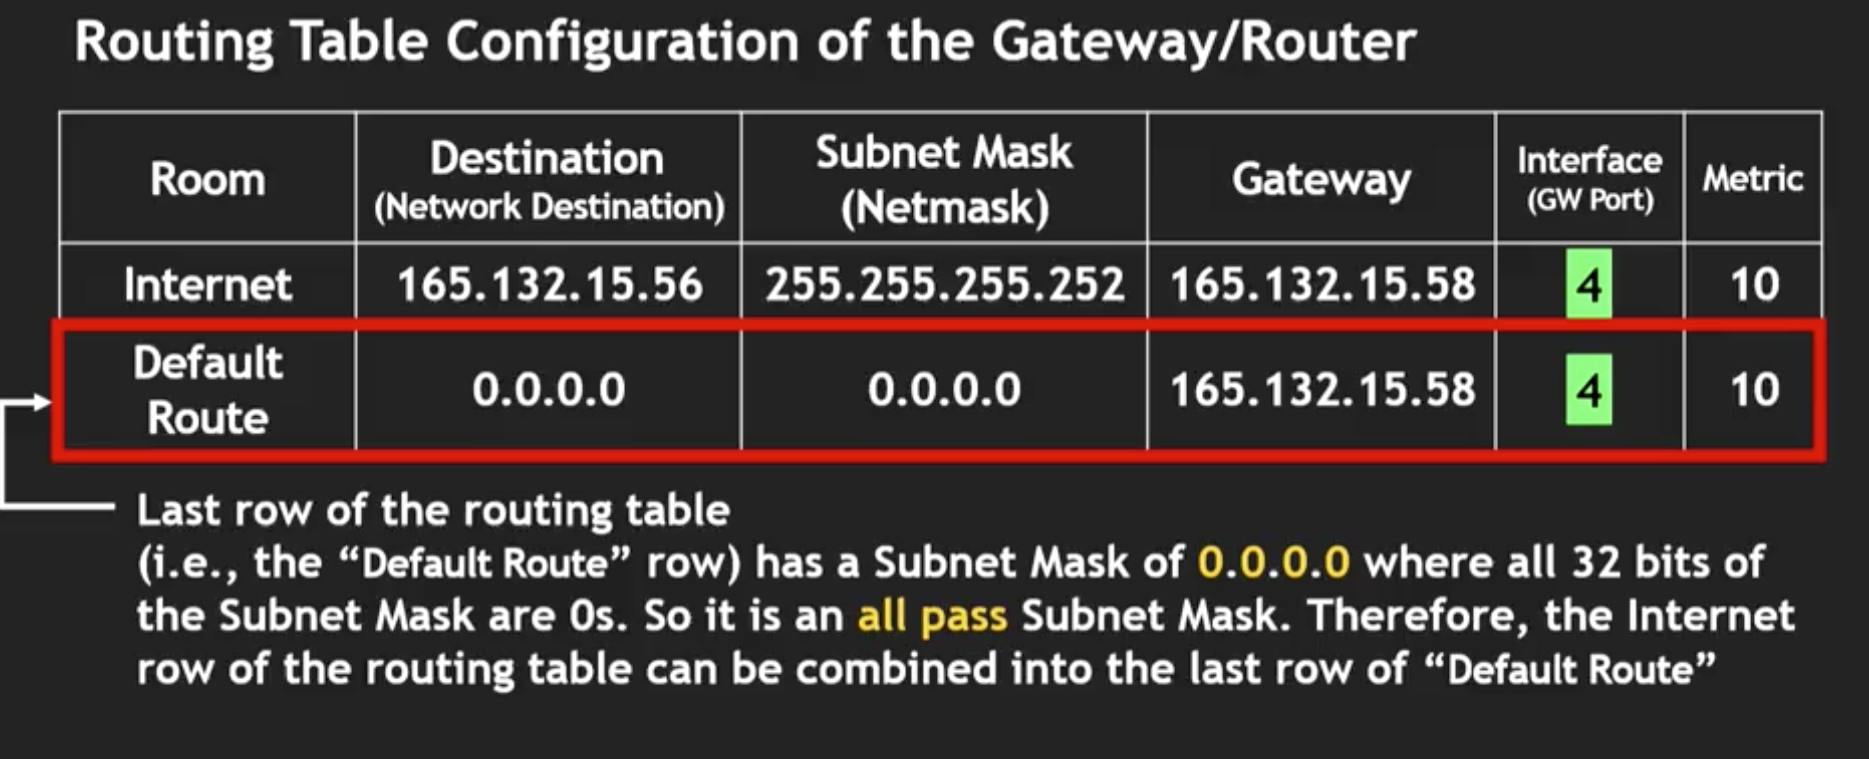 Routing Table Configuration of the Gateway/Router
Room
Destination
(Network Destination)
Subnet Mask
(Netmask)
Gateway
Interface
(GW Port)
Metric
Internet
165.132.15.56
255.255.255.252
165.132.15.58
4
10
Default
Route
0.0.0.0
0.0.0.0
165.132.15.58
4
10
Last row of the routing table
(i.e., the “Default Route” row) has a Subnet Mask of 0.0.0.0 where all 32 bits of
the Subnet Mask are 0s. So it is an all pass Subnet Mask. Therefore, the Internet
row of the routing table can be combined into the last row of “Default Route”